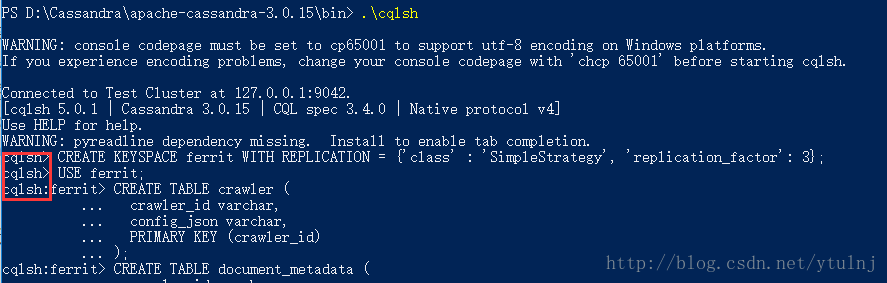 PS D:\Cassandra\apache-cassandra-3.0.15\bin> .\cqlsh
WARNING: console codepage must be set to cp65001 to support utf-8 encoding on Windows platforms.
If you experience encoding problems, change your console codepage with 'chcp 65001' before starting cqlsh.
Connected to Test Cluster at 127.0.0.1:9042.
[cqlsh 5.0.1 | Cassandra 3.0.15 | CQL spec 3.4.0 | Native protocol v4]
Use HELP for help.
WARNING: pyreadline dependency missing.  Install to enable tab completion.
cqlsh> CREATE KEYSPACE ferrit WITH REPLICATION = {'class' : 'SimpleStrategy', 'replication_factor': 3};
cqlsh> USE ferrit;
cqlsh:ferrit> CREATE TABLE crawler (
... crawler_id varchar,
... config_json varchar,
... PRIMARY KEY (crawler_id)
... );
cqlsh:ferrit> CREATE TABLE document_metadata (
http://blog.csdn.net/ytulnj